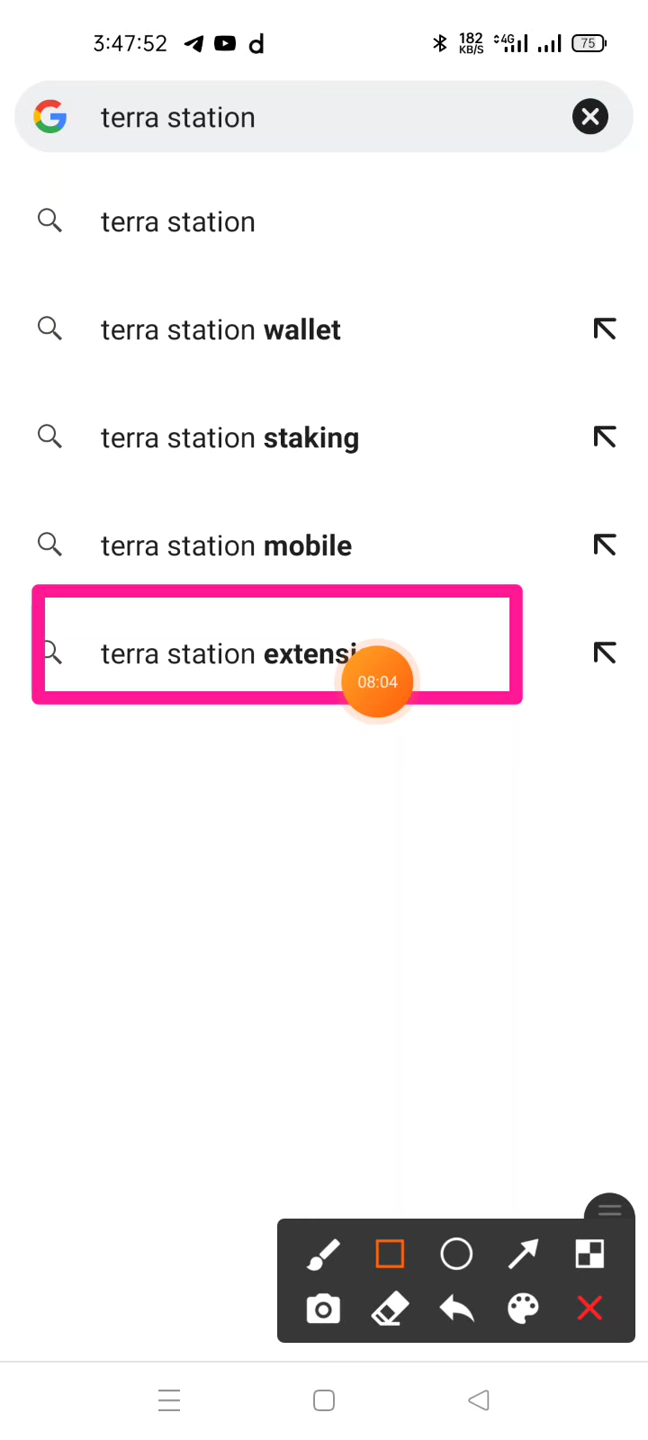 3:47:52 d 182 KB/S 4G 75
terra station
terra station
terra station wallet
terra station staking
terra station mobile
terra station extensi
08:04